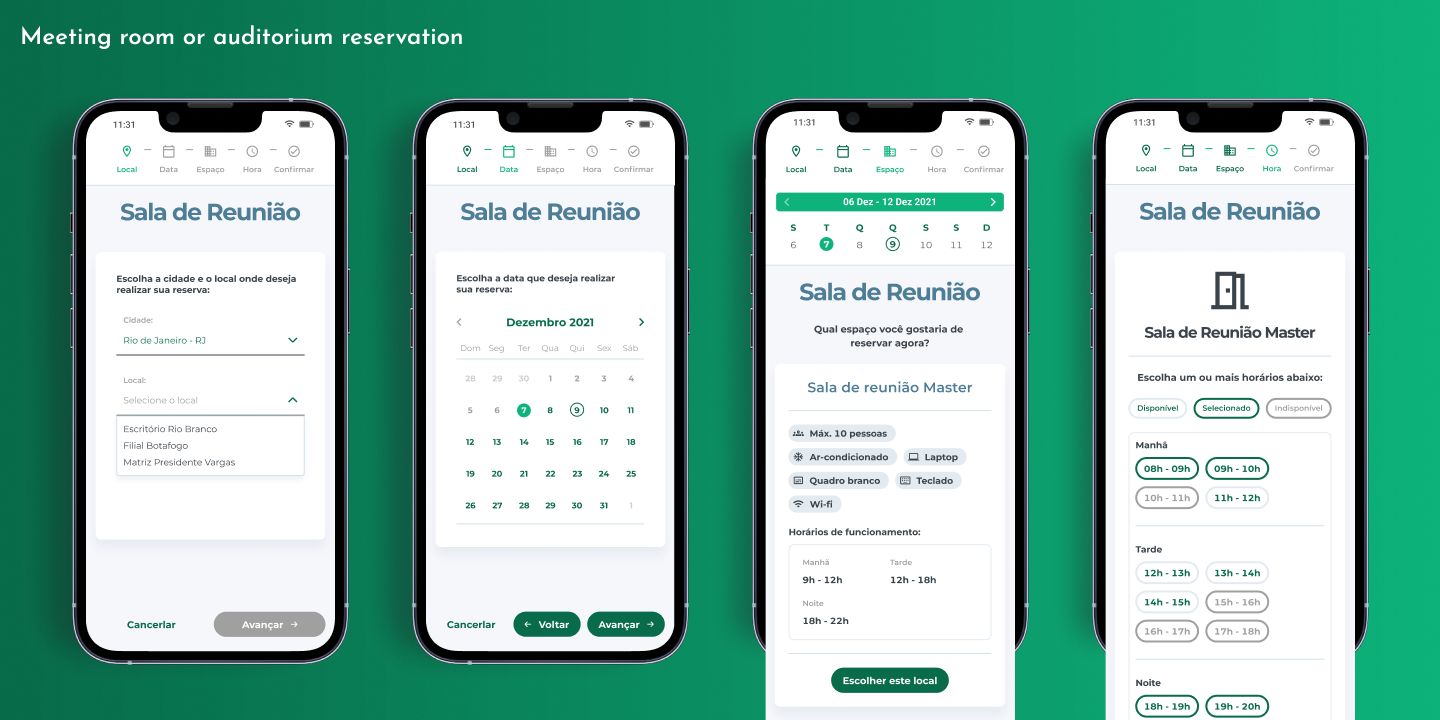 Meeting room or auditorium reservation
11:31
Local
Data
Espaço
Hora
Confirmar
Sala de Reunião
Escolha a cidade e o local onde deseja
realizar sua reserva:
Cidade:
Rio de Janeiro - RJ
Local:
Selecione o local
Escritório Rio Branco
Filial Botafogo
Matriz Presidente Vargas
Cancerlar
Avançar
11:31
Local
Data
Espaço
Hora
Confirmar
Sala de Reunião
Escolha a data que deseja realizar
sua reserva:
Dezembro 2021
Dom Seg Ter Qua Qui Sex Sáb
28 29 30 1 2 3 4
5 6 7 8 9 10 11
12 13 14 15 16 17 18
19 20 21 22 23 24 25
26 27 28 29 30 31 1
Cancerlar
Voltar
Avançar
11:31
Local
Data
Espaço
Hora
Confirmar
06 Dez - 12 Dez 2021
S T Q Q S S D
6 7 8 9 10 11 12
Sala de Reunião
Qual espaço você gostaria de
reservar agora?
Sala de reunião Master
Máx. 10 pessoas
Ar-condicionado
Laptop
Quadro branco
Teclado
Wi-fi
Horários de funcionamento:
Manhã
9h - 12h
Tarde
12h - 18h
Noite
18h - 22h
Escolher este local
11:31
Local
Data
Espaço
Hora
Confirmar
Sala de Reunião
Sala de Reunião Master
Escolha um ou mais horários abaixo:
Disponível
Selecionado
Indisponível
Manhã
08h - 09h
09h - 10h
10h - 11h
11h - 12h
Tarde
12h - 13h
13h - 14h
14h - 15h
15h - 16h
16h - 17h
17h - 18h
Noite
18h - 19h
19h - 20h